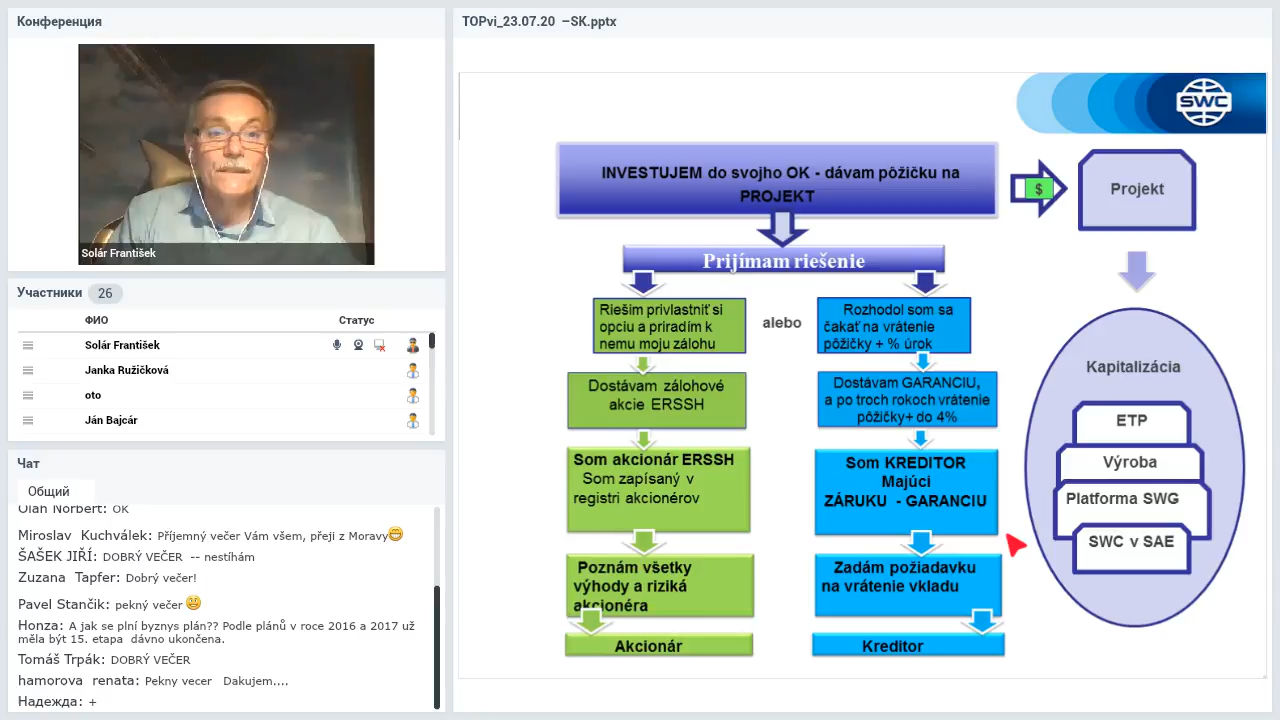 Конференция
Solár František
Участники 26
ФИО Статус
Solár František
Janka Ružičková
oto
Ján Bajcár
Чат
Общий
Olah Norbert: OK
Miroslav Kuchválek: Příjemný večer Vám všem, přeji z Moravy
ŠAŠEK JIŘÍ: DOBRÝ VEČER -- nestíhám
Zuzana Tapfer: Dobrý večer!
Pavel Stančik: pekný večer
Honza: A jak se plní byznys plán?? Podle plánů v roce 2016 a 2017 už
měla být 15. etapa dávno ukončena.
Tomáš Trpák: DOBRÝ VEČER
hamorova renata: Pekny vecer Dakujem....
Надежда: +
TOPvi_23.07.20 –SK.pptx
SWC
INVESTUJEM do svojho OK - dávam pôžičku na
PROJEKT
$
Projekt
Prijímam riešenie
Riešim privlastniť si
opciu a priradím k
nemu moju zálohu
alebo
Rozhodol som sa
čakať na vrátenie
pôžičky + % úrok
Dostávam zálohové
akcie ERSSH
Dostávam GARANCIU,
a po troch rokoch vrátenie
pôžičky+ do 4%
Som akcionár ERSSH
Som zapísaný v
registri akcionérov
Som KREDITOR
Majúci
ZÁRUKU - GARANCIU
Poznám všetky
výhody a riziká
akcionéra
Zadám požiadavku
na vrátenie vkladu
Akcionár
Kreditor
Kapitalizácia
ETP
Výroba
Platforma SWG
SWC v SAE